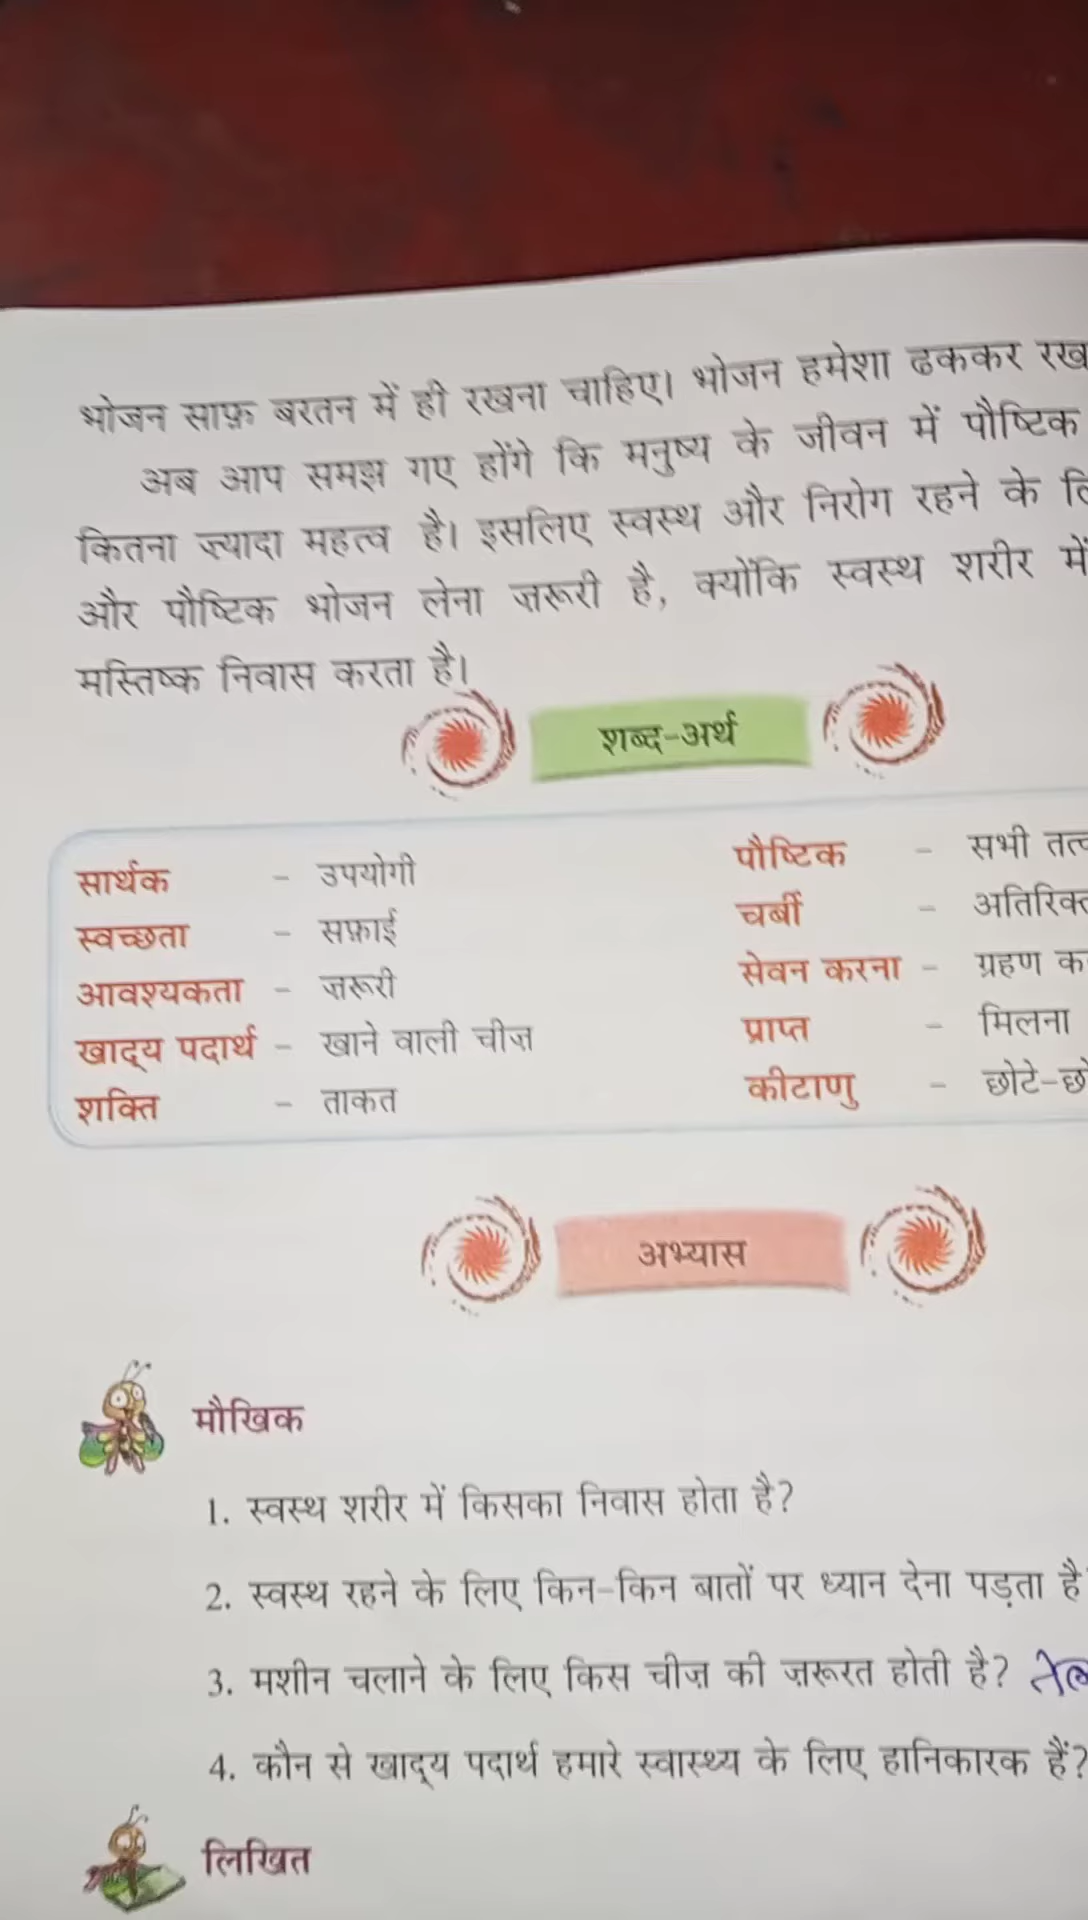 भोजन साफ़ बरतन में ही रखना चाहिए। भोजन हमेशा ढककर
अब आप समझ गए होंगे कि मनुष्य के जीवन में पौष्टिक
कितना ज़्यादा महत्व है। इसलिए स्वस्थ और निरोग रहने के
और पौष्टिक भोजन लेना ज़रूरी है, क्योंकि स्वस्थ शरीर में
मस्तिष्क निवास करता है।
शब्द-अर्थ
सार्थक - उपयोगी
स्वच्छता - सफ़ाई
आवश्यकता - ज़रूरी
खाद्य पदार्थ - खाने वाली चीज़
शक्ति - ताकत
पौष्टिक - सभी
चर्बी -
सेवन करना - ग्रहण
प्राप्त - मिलना
कीटाणु -
अभ्यास
मौखिक
1. स्वस्थ शरीर में किसका निवास होता है?
2. स्वस्थ रहने के लिए किन-किन बातों पर ध्यान देना पड़ता है
3. मशीन चलाने के लिए किस चीज़ की ज़रूरत होती है?
4. कौन से खाद्य पदार्थ हमारे स्वास्थ्य के लिए हानिकारक हैं?
लिखित